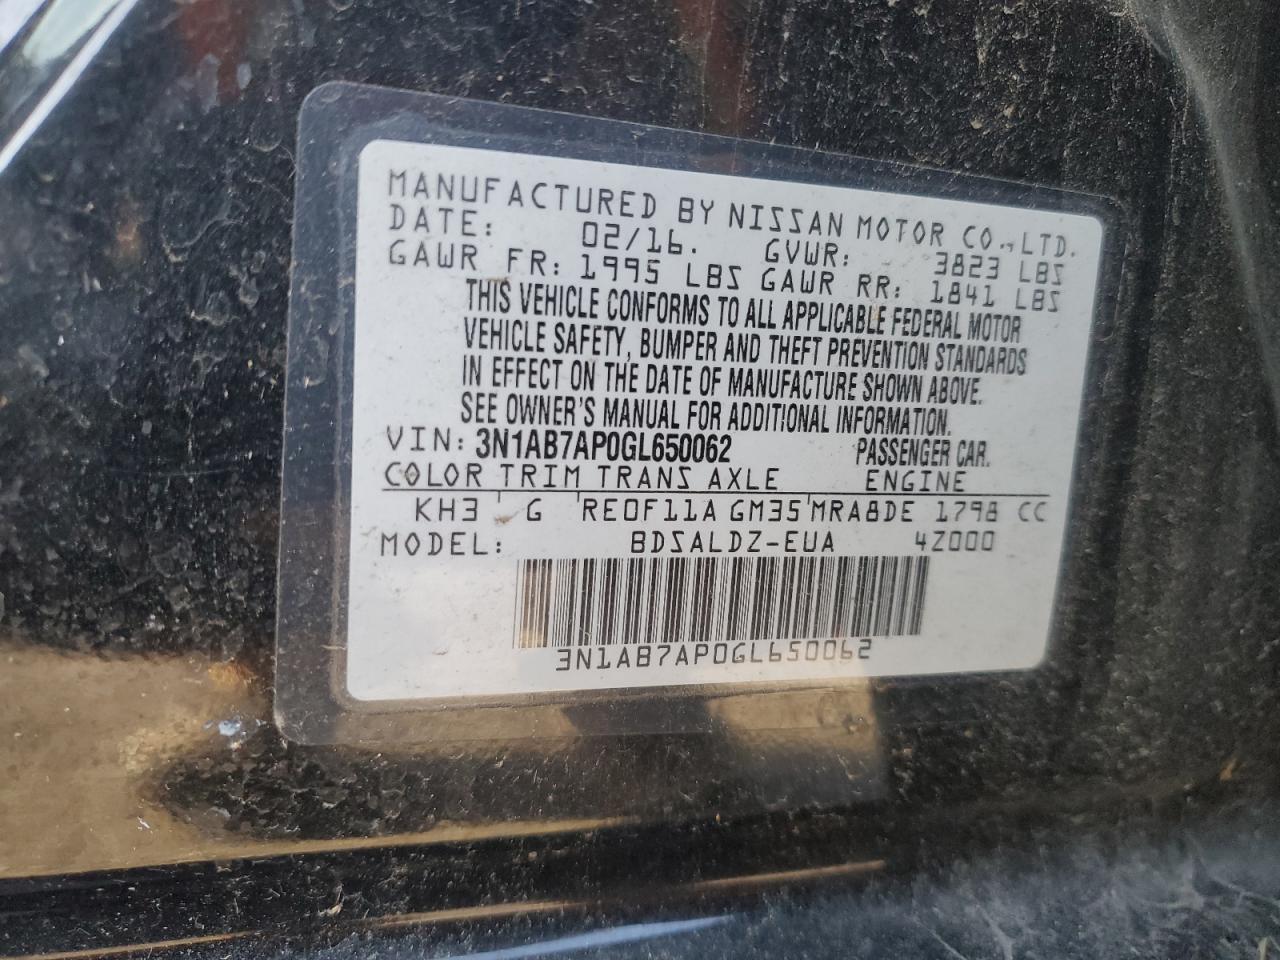 MANUFACTURED BY NISSAN MOTOR CO., LTD.
DATE: 02/16. GVWR: 3823 LBS
GAWR FR: 1995 LBS GAWR RR: 1841 LBS
THIS VEHICLE CONFORMS TO ALL APPLICABLE FEDERAL MOTOR
VEHICLE SAFETY, BUMPER AND THEFT PREVENTION STANDARDS
IN EFFECT ON THE DATE OF MANUFACTURE SHOWN ABOVE.
SEE OWNER'S MANUAL FOR ADDITIONAL INFORMATION.
VIN: 3N1AB7AP0GL650062 PASSENGER CAR.
COLOR TRIM TRANS AXLE ENGINE
KH3 G RE0F11A GM35 MRA8DE 1798 CC
MODEL: BDSALDZ-EUA 4Z000
3N1AB7AP0GL650062